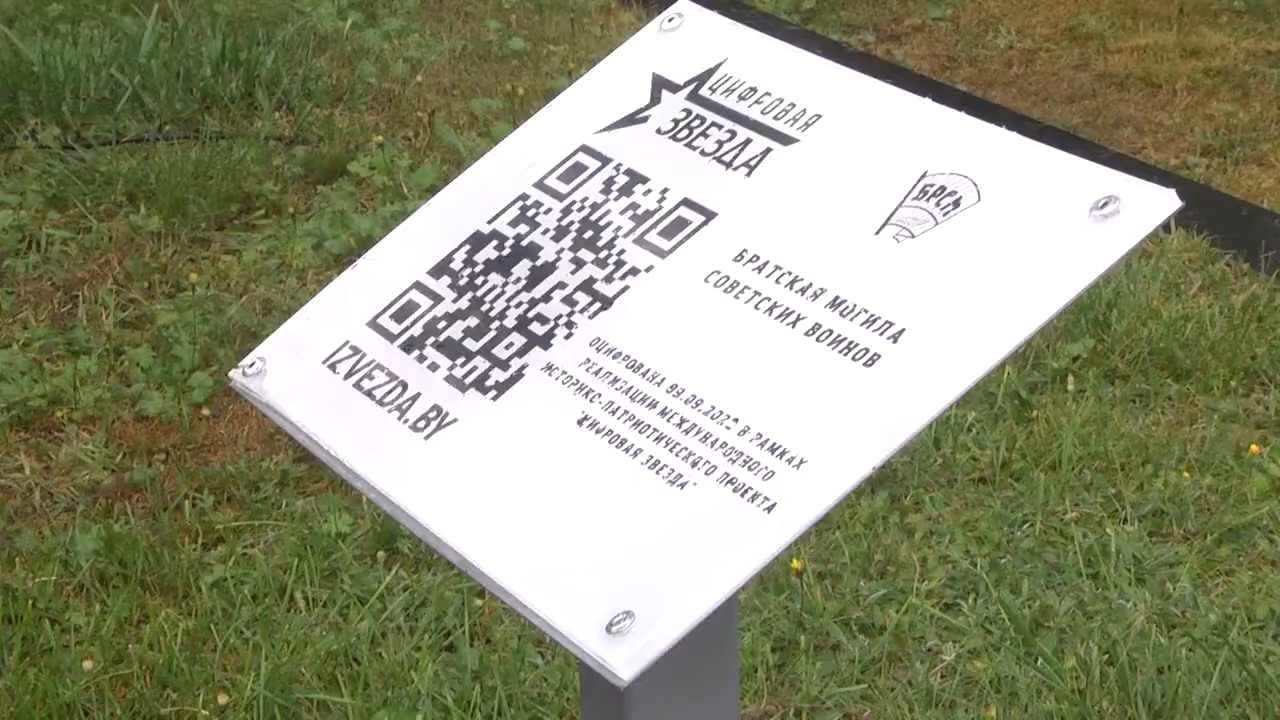 ЦИФРОВАЯ
ЗВЕЗДА
IZVEZDA.BY
БРСМ
БРАТСКАЯ МОГИЛА
СОВЕТСКИХ ВОИНОВ
ОЦИФРОВАНА 09.09.2022 В РАМКАХ
РЕАЛИЗАЦИИ МЕЖДУНАРОДНОГО
ИСТОРИКО-ПАТРИОТИЧЕСКОГО ПРОЕКТА
"ЦИФРОВАЯ ЗВЕЗДА"